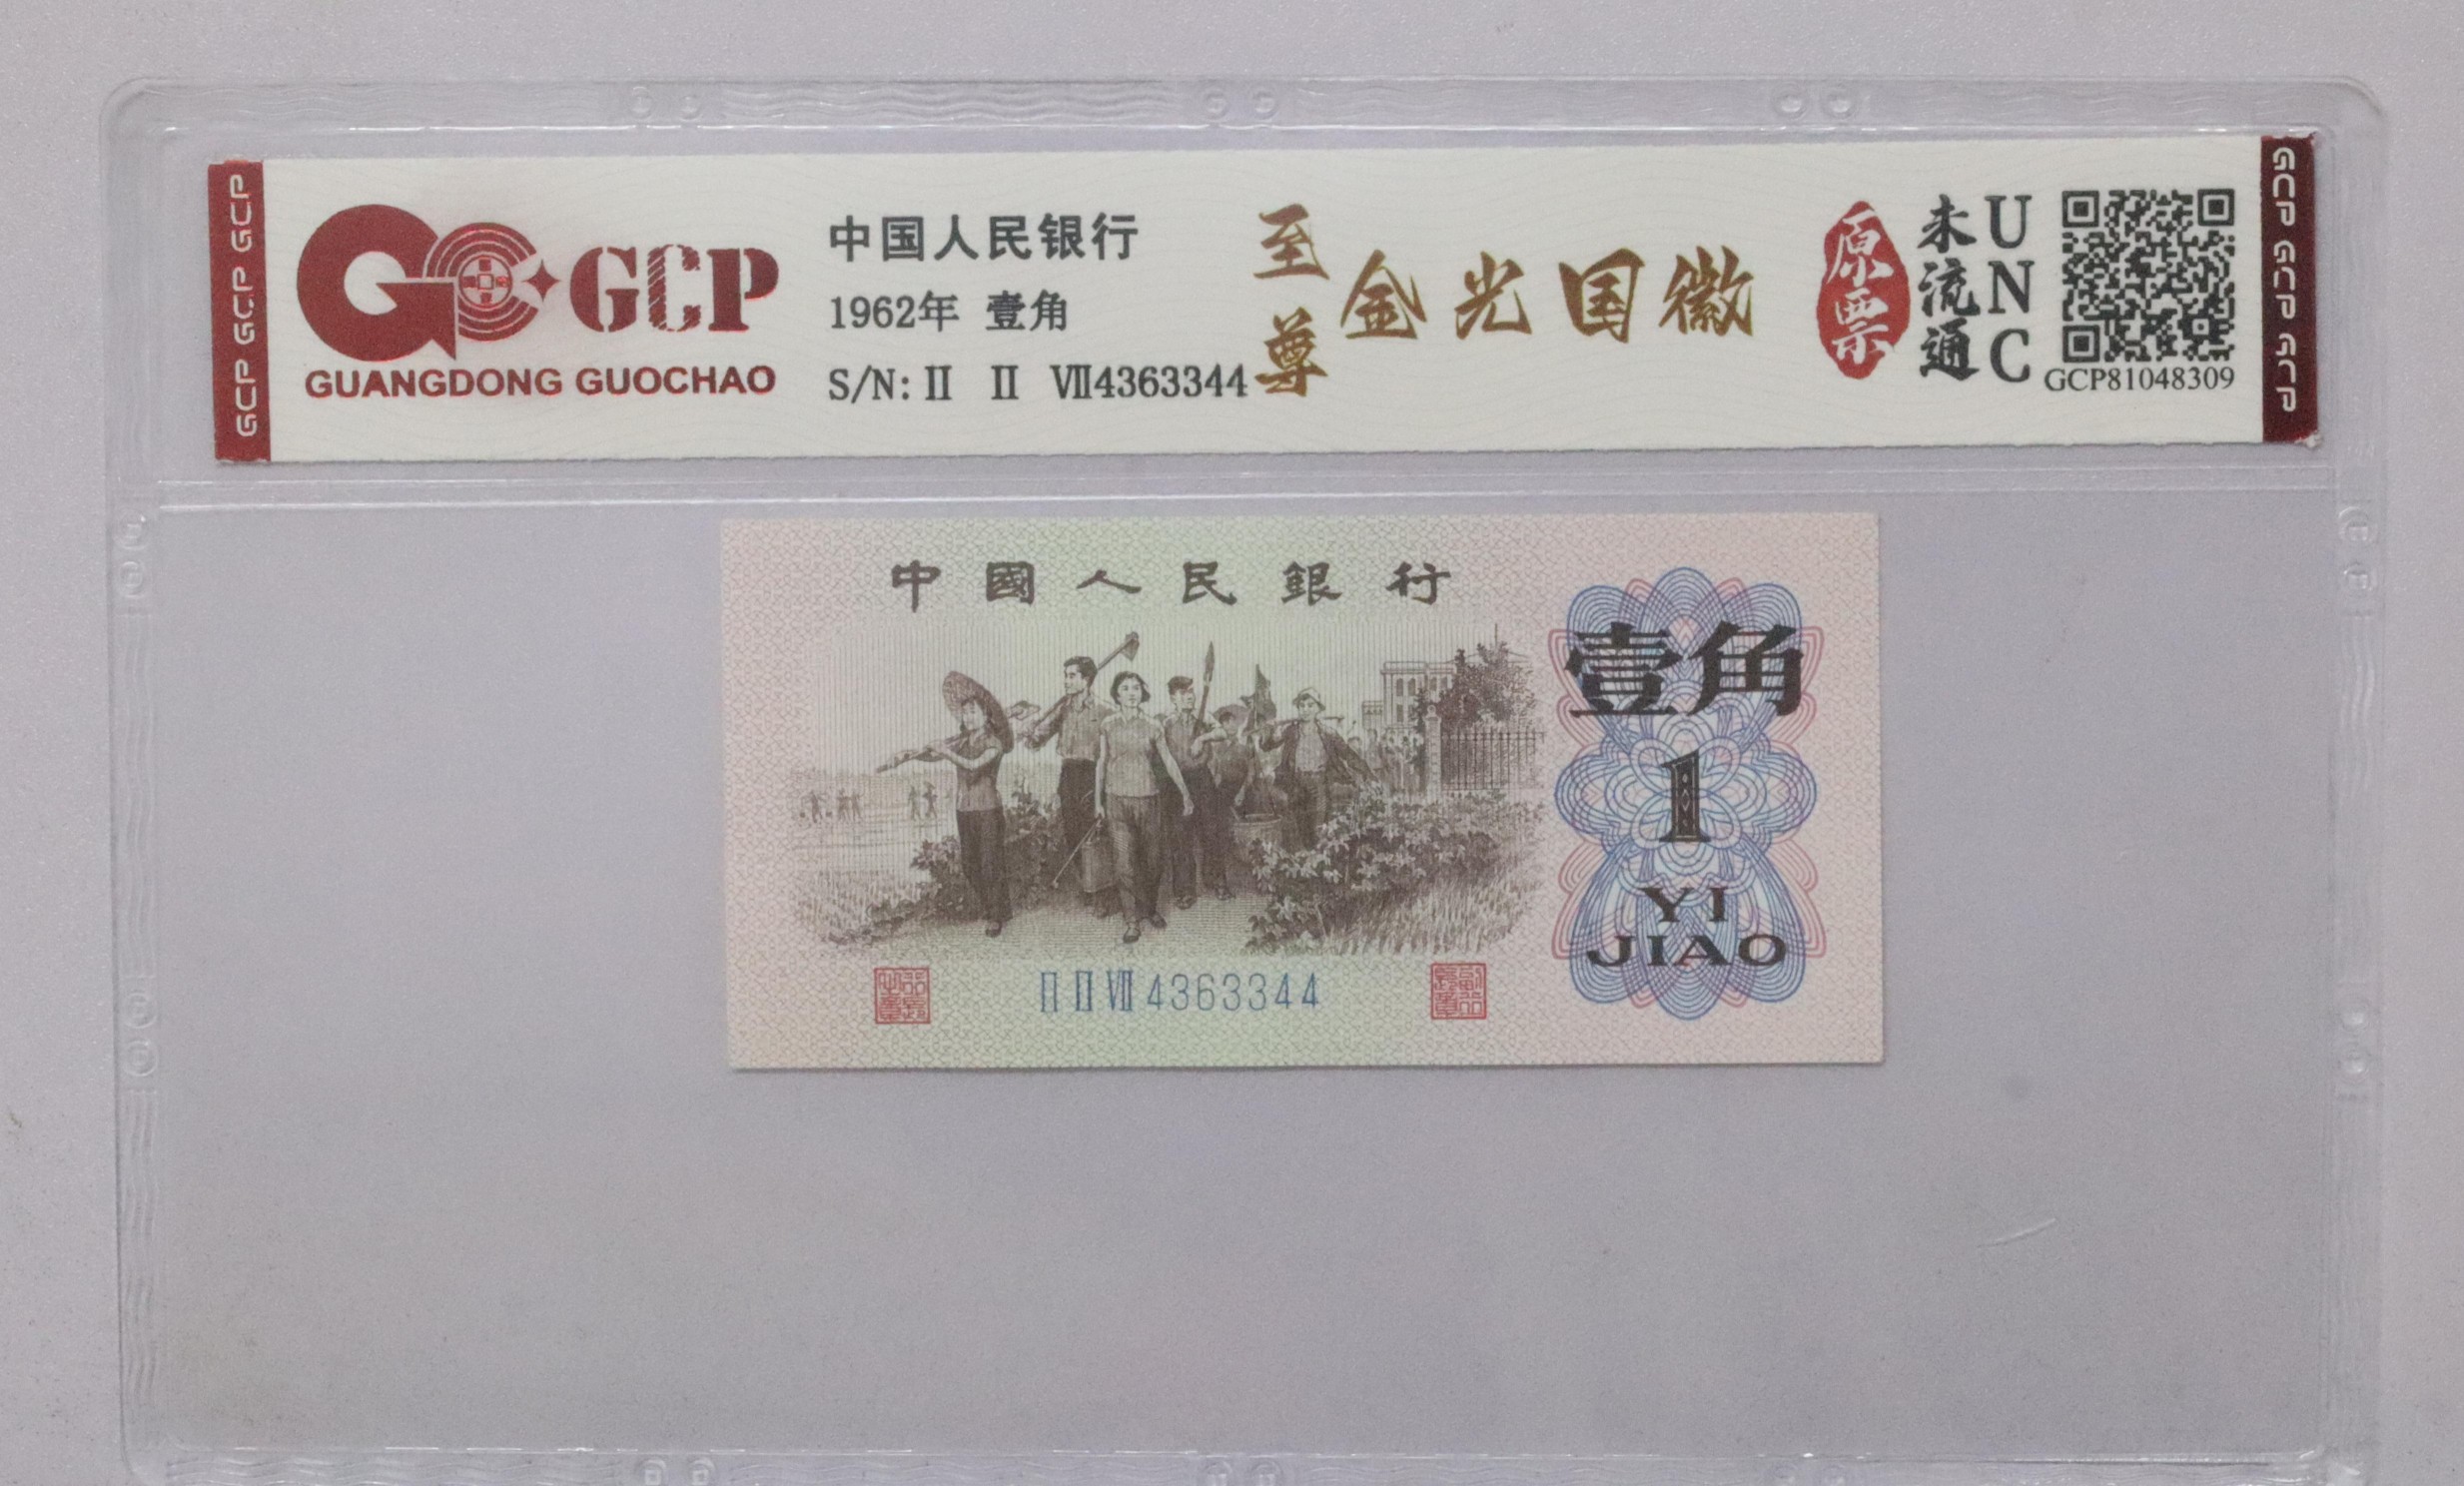 GCP GCP GCP
GCP
GUANGDONG GUOCHAO
中国人民银行
1962年 壹角
S/N: II II VII4363344
至尊
金光国徽
原票
未流通
UNC
GCP81048309
GCP GCP GCP
中國人民銀行
壹角
1
YI
JIAO
II II VII 4363344